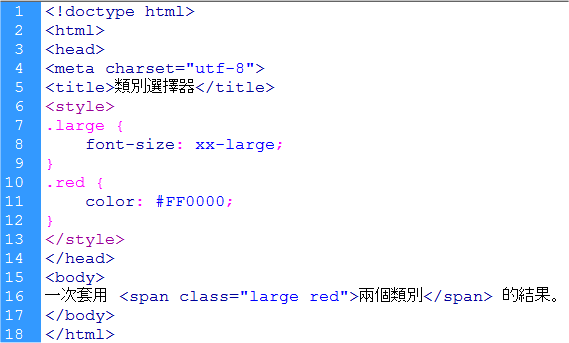 1 <!doctype html>
2 <html>
3 <head>
4 <meta charset="utf-8">
5 <title>類別選擇器</title>
6 <style>
7 .large {
8     font-size: xx-large;
9 }
10 .red {
11     color: #FF0000;
12 }
13 </style>
14 </head>
15 <body>
16 一次套用 <span class="large red">兩個類別</span> 的結果。
17 </body>
18 </html>